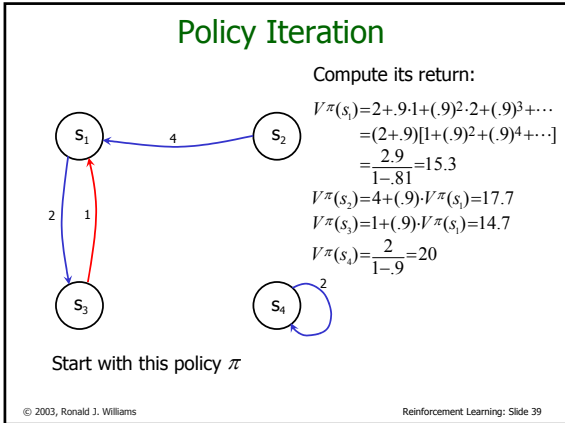 Policy Iteration
Compute its return:
V^π(s₁)=2+.9·1+(.9)²·2+(.9)³+⋯
=(2+.9)[1+(.9)²+(.9)⁴+⋯]
=2.9/(1−.81)=15.3
V^π(s₂)=4+(.9)·V^π(s₁)=17.7
V^π(s₃)=1+(.9)·V^π(s₁)=14.7
V^π(s₄)=2/(1−.9)=20
S₁
4
S₂
2
1
S₃
S₄
2
Start with this policy π
© 2003, Ronald J. Williams
Reinforcement Learning: Slide 39